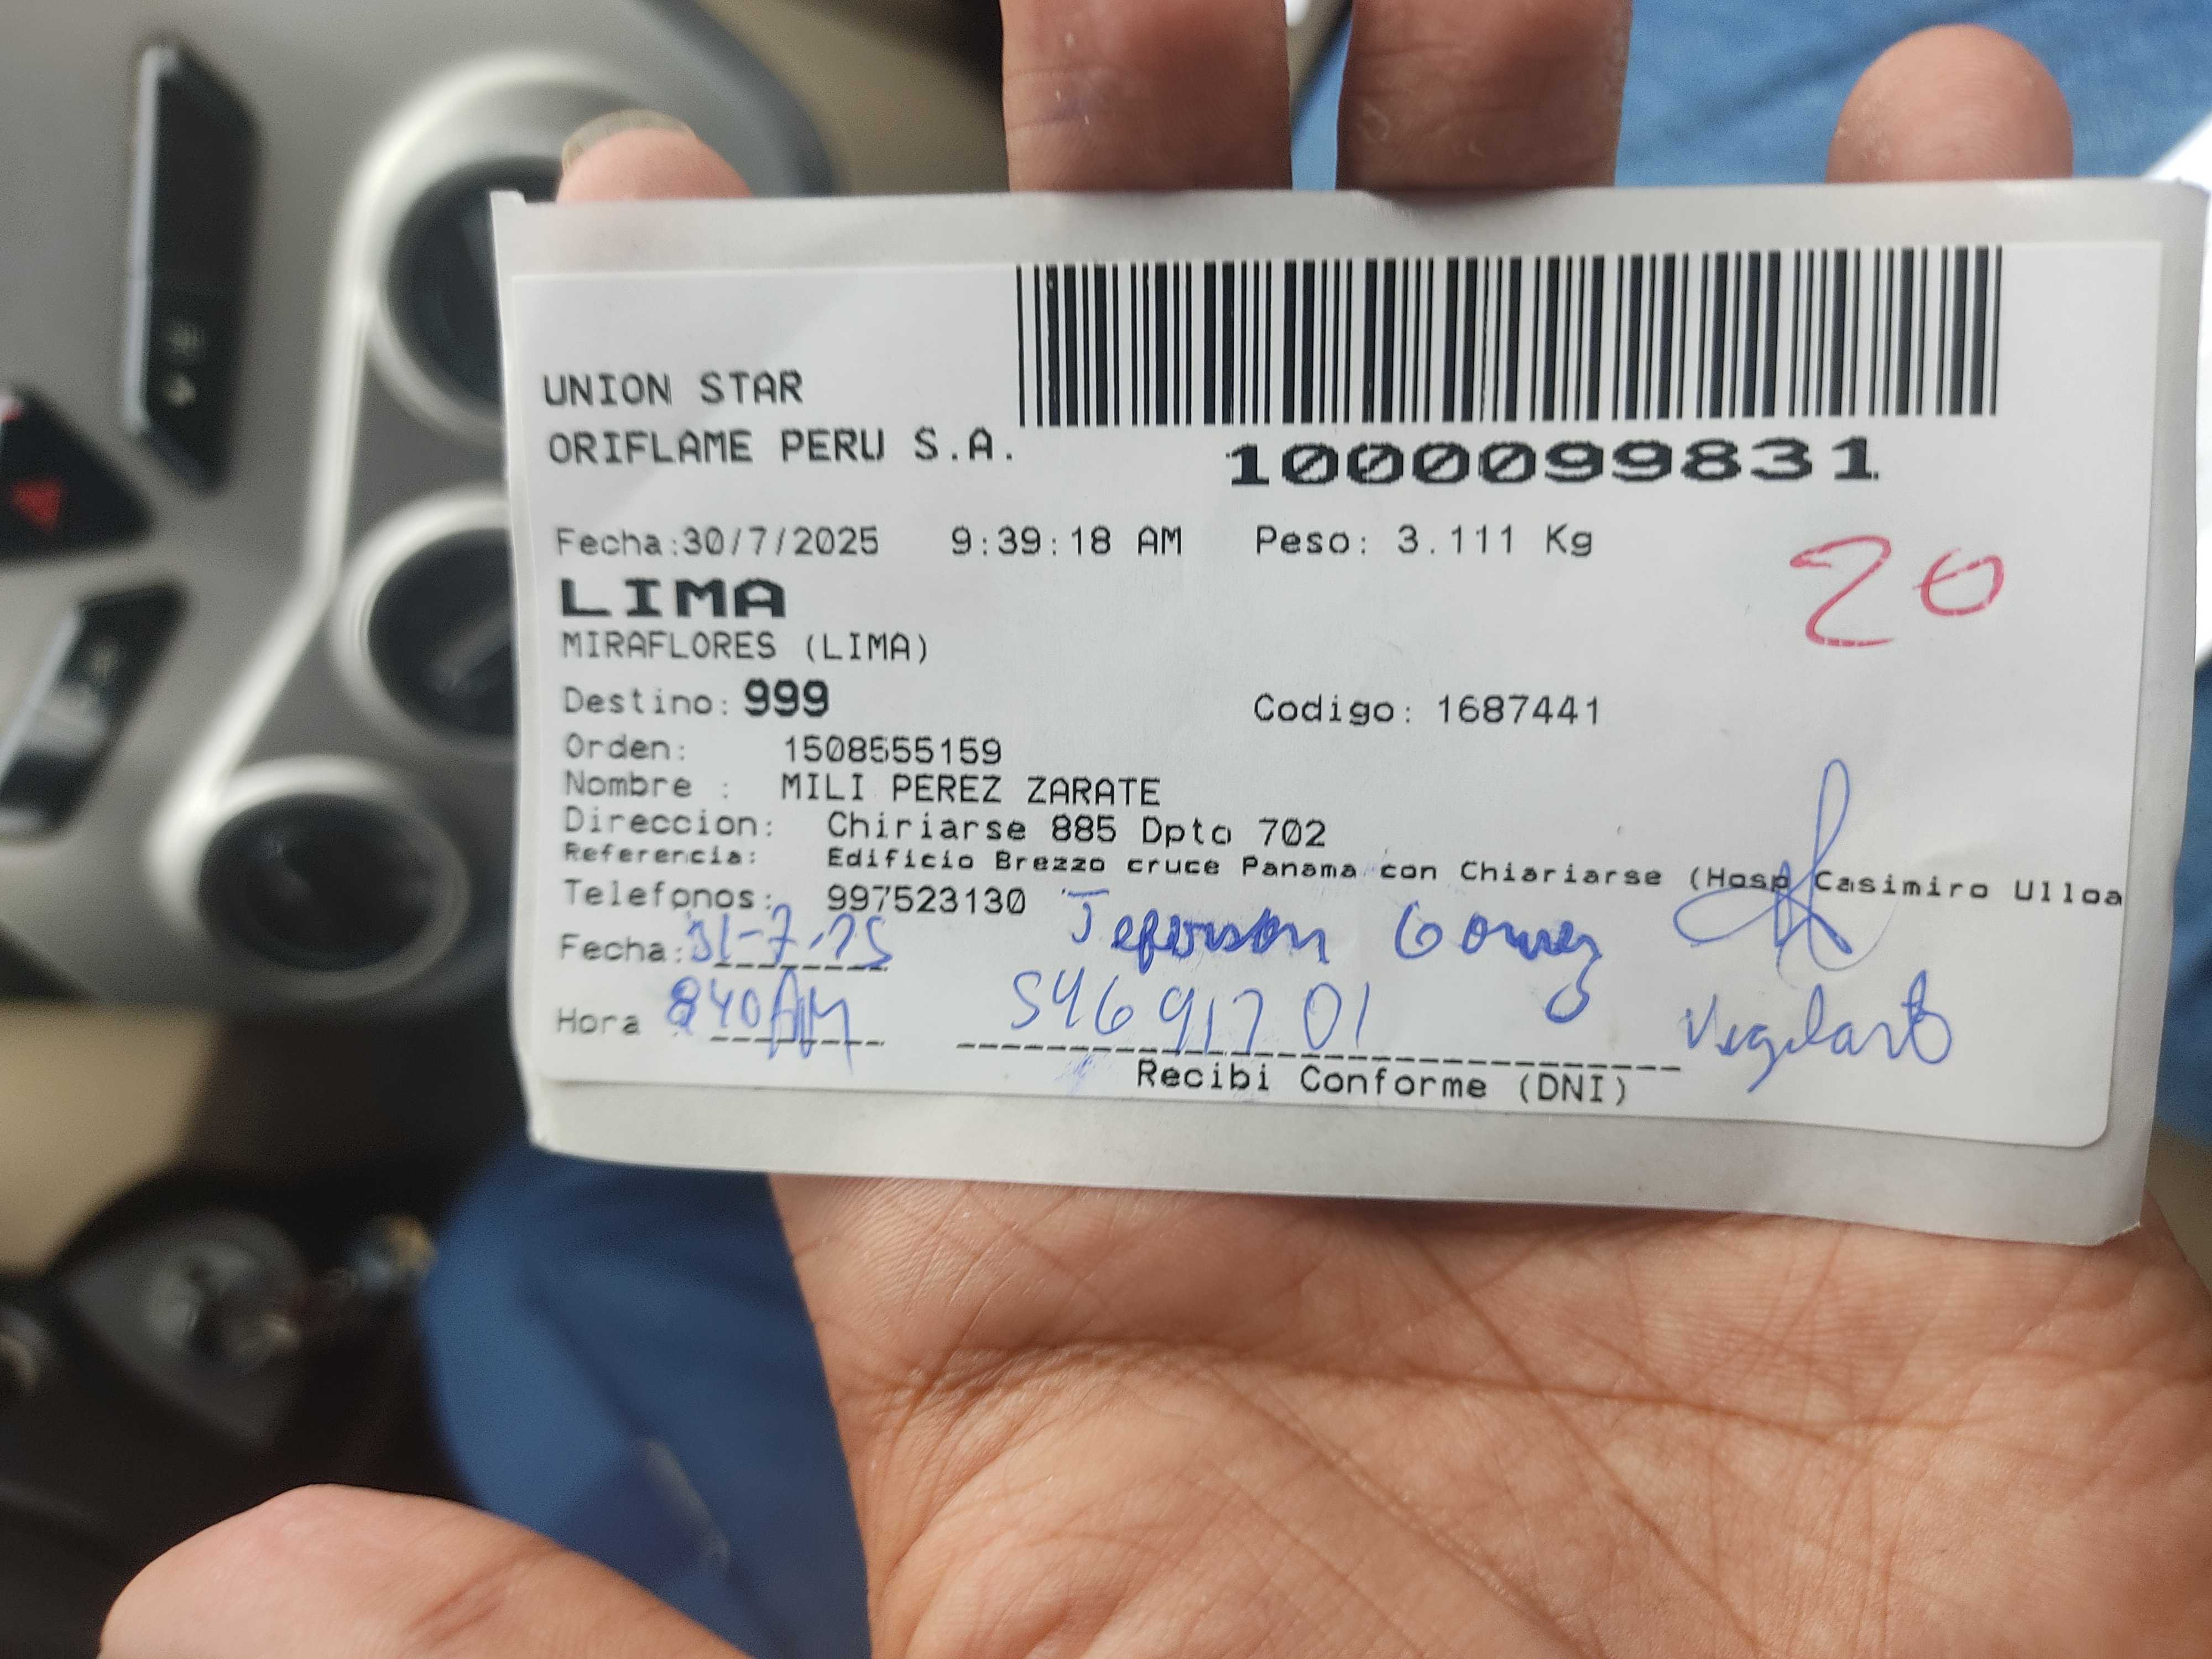 UNION STAR
ORIFLAME PERU S.A.
1000099831
Fecha:30/7/2025 9:39:18 AM Peso: 3.111 Kg
20
LIMA
MIRAFLORES (LIMA)
Destino: 999 Codigo: 1687441
Orden: 1508555159
Nombre : MILI PEREZ ZARATE
Direccion: Chiriarse 885 Dpto 702
Referencia: Edificio Brezzo cruce Panama con Chiariarse (Hosp Casimiro Ulloa
Telefonos: 997523130
Fecha: 31-7-25 Jeferson Gomez
Hora 840AM 54691701 Vigilante
Recibi Conforme (DNI)